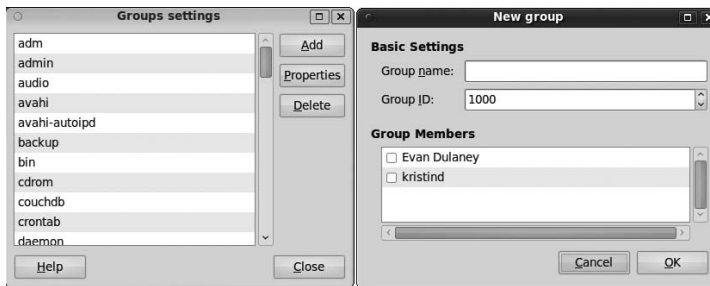 Groups settings
adm
admin
audio
avahi
avahi-autoipd
backup
bin
cdrom
couchdb
crontab
daemon
Add
Properties
Delete
Help
Close
New group
Basic Settings
Group name:
Group ID: 1000
Group Members
Evan Dulaney
kristind
Cancel
OK